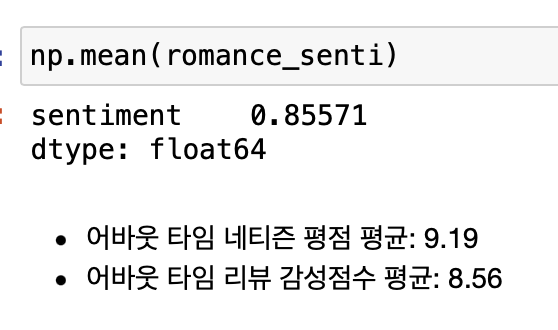 np.mean(romance_senti)
sentiment    0.85571
dtype: float64
• 어바웃 타임 네티즌 평점 평균: 9.19
• 어바웃 타임 리뷰 감성점수 평균: 8.56